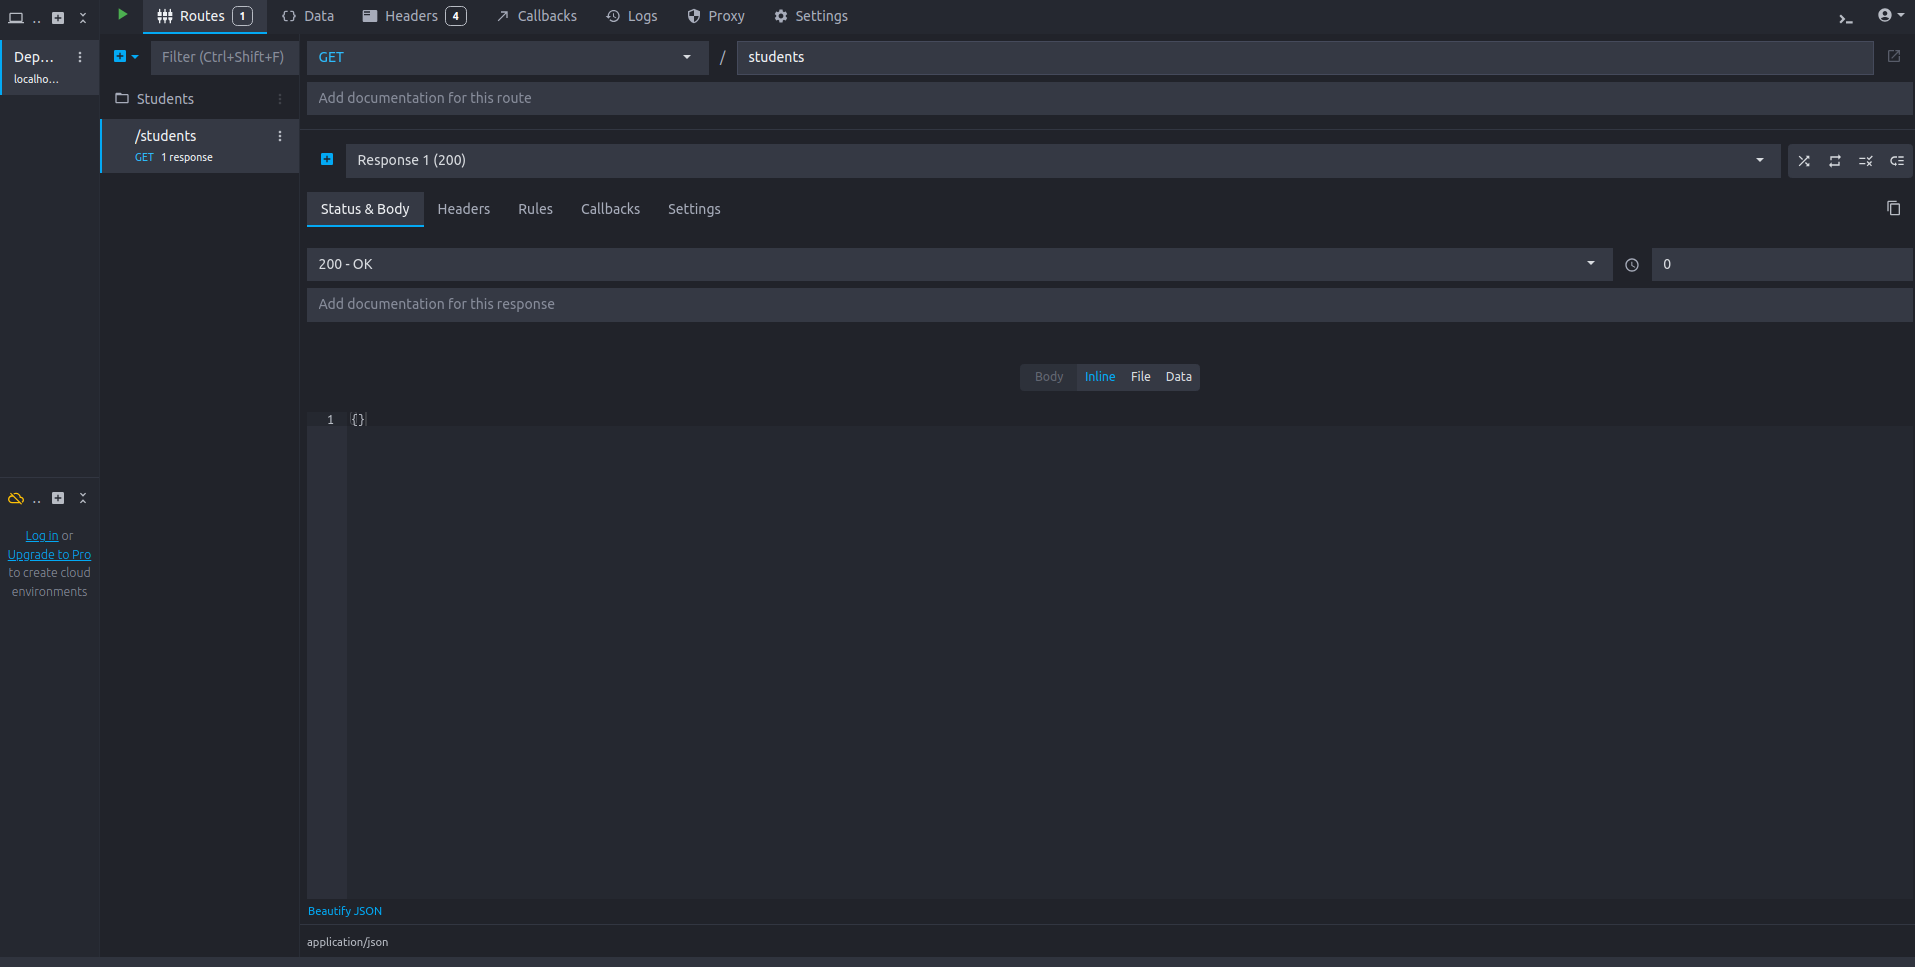 ..
Routes 1
Data
Headers 4
Callbacks
Logs
Proxy
Settings
Dep...
localho...
Filter (Ctrl+Shift+F)
GET
/ students
Add documentation for this route
Students
/students
GET 1 response
Response 1 (200)
Status & Body
Headers
Rules
Callbacks
Settings
200 - OK
0
Add documentation for this response
Body Inline File Data
1 {}
..
Log in or
Upgrade to Pro
to create cloud
environments
Beautify JSON
application/json